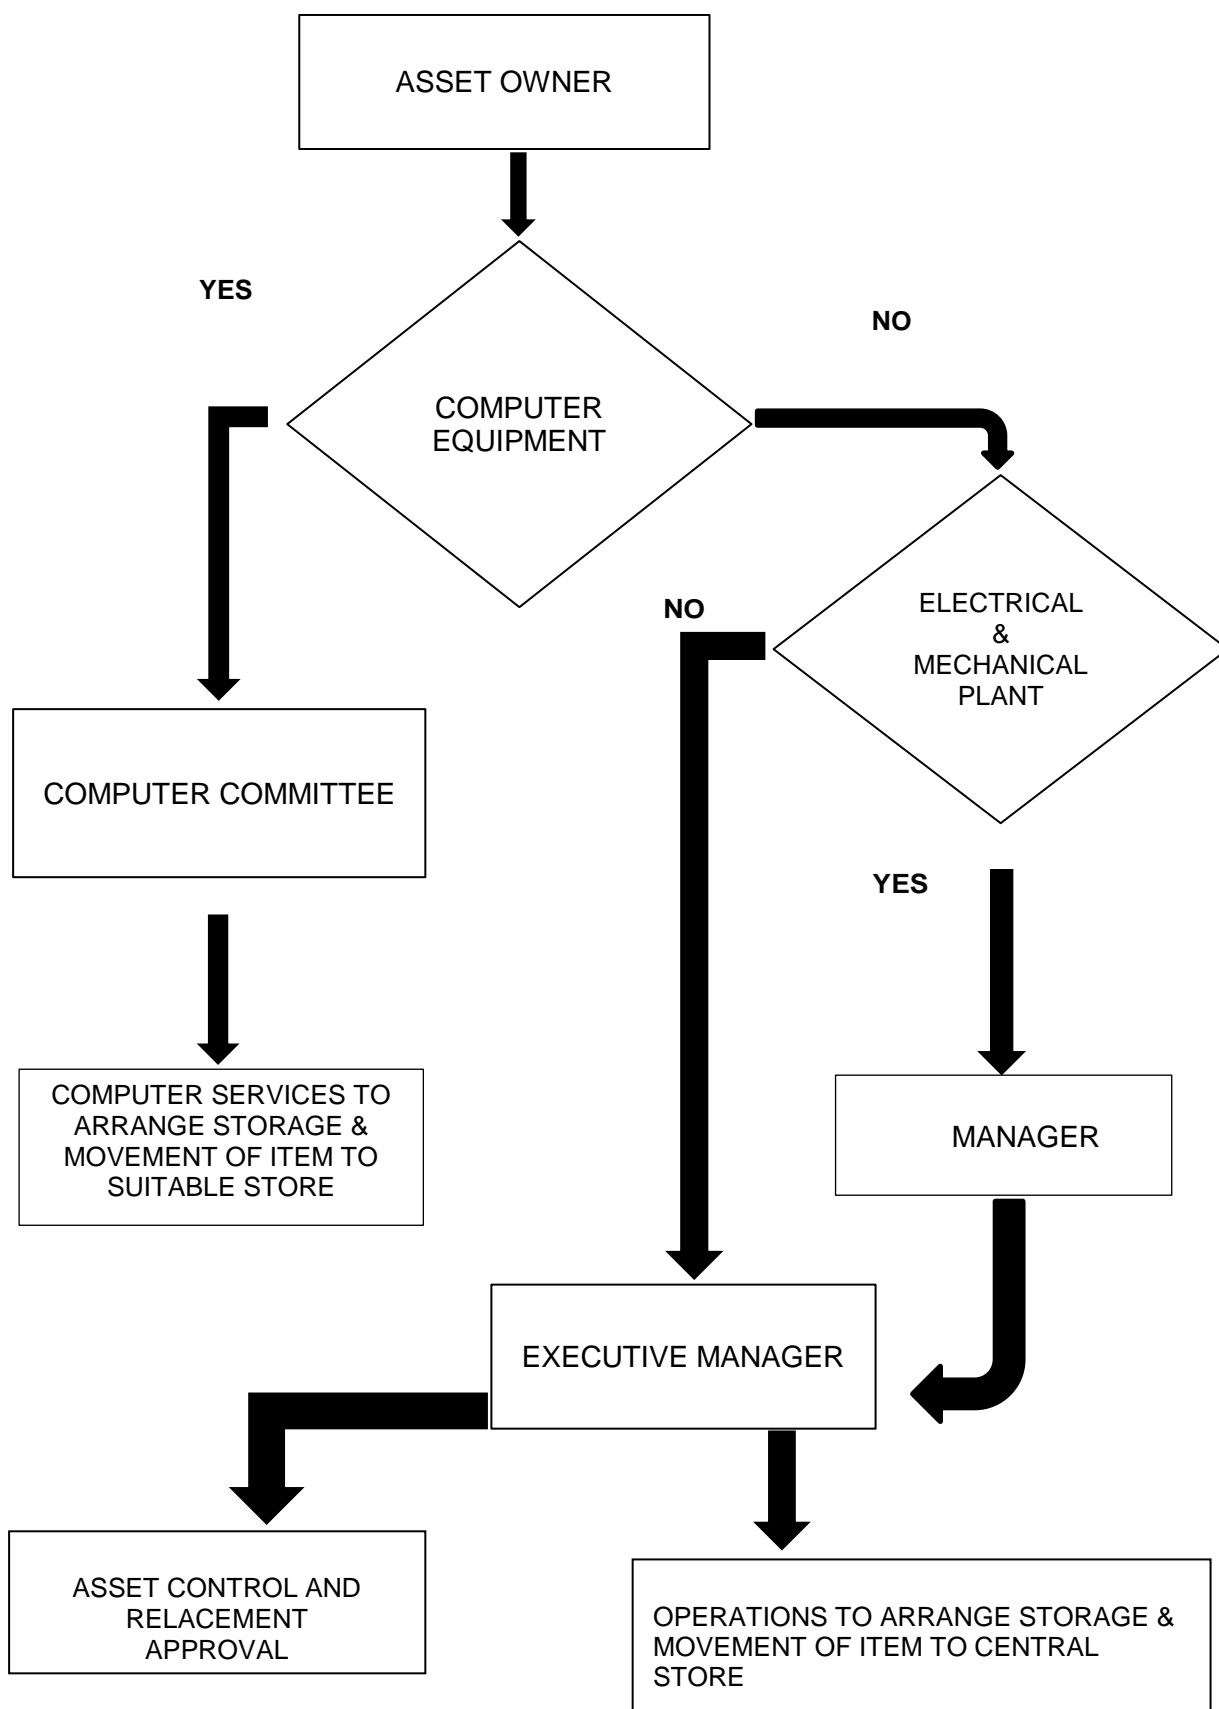 ASSET OWNER
YES
NO
COMPUTER
EQUIPMENT
NO
ELECTRICAL
&
MECHANICAL
PLANT
COMPUTER COMMITTEE
YES
COMPUTER SERVICES TO
ARRANGE STORAGE &
MOVEMENT OF ITEM TO
SUITABLE STORE
MANAGER
EXECUTIVE MANAGER
ASSET CONTROL AND
RELACEMENT
APPROVAL
OPERATIONS TO ARRANGE STORAGE &
MOVEMENT OF ITEM TO CENTRAL
STORE